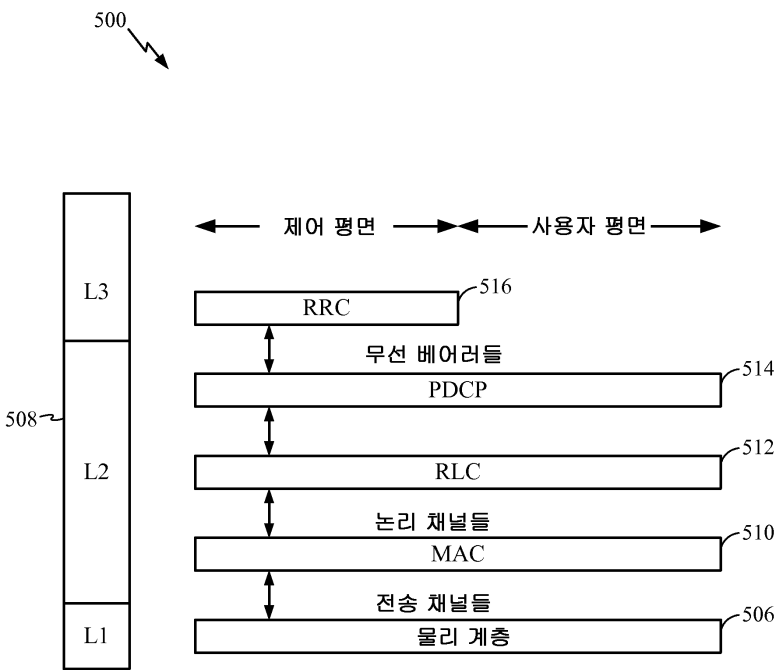 500
제어 평면
사용자 평면
L3
RRC
516
무선 베어러들
PDCP
514
508
L2
RLC
512
논리 채널들
MAC
510
전송 채널들
L1
물리 계층
506